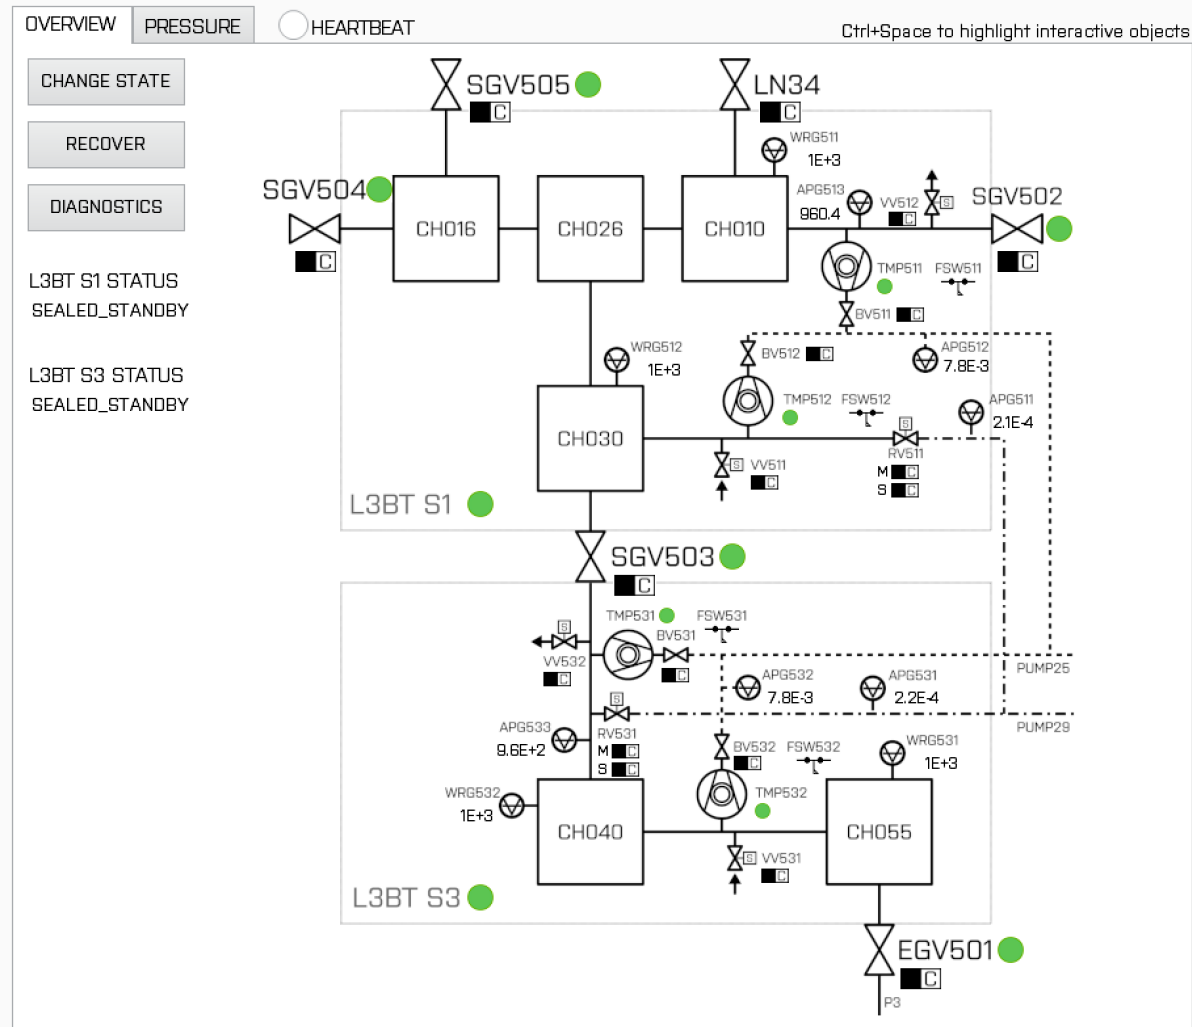 OVERVIEW
PRESSURE
HEARTBEAT
Ctrl+Space to highlight interactive objects
CHANGE STATE
RECOVER
DIAGNOSTICS
L3BT S1 STATUS
SEALED_STANDBY
L3BT S3 STATUS
SEALED_STANDBY
SGV505
C
LN34
C
WRG511
1E+3
SGV504
C
CH016
CH026
CH010
APG513
960.4
VV512
C
S
SGV502
C
TMP511
FSW511
BV511
C
WRG512
1E+3
BV512
C
APG512
7.8E-3
TMP512
FSW512
APG511
2.1E-4
CH030
S
RV511
M
C
S
C
S
VV511
C
L3BT S1
SGV503
C
TMP531
FSW531
S
BV531
C
VV532
C
PUMP25
APG532
7.8E-3
APG531
2.2E-4
S
PUMP29
APG533
9.6E+2
RV531
M
C
S
C
BV532
C
FSW532
WRG531
1E+3
WRG532
1E+3
TMP532
CH040
CH055
S
VV531
C
L3BT S3
EGV501
C
P3